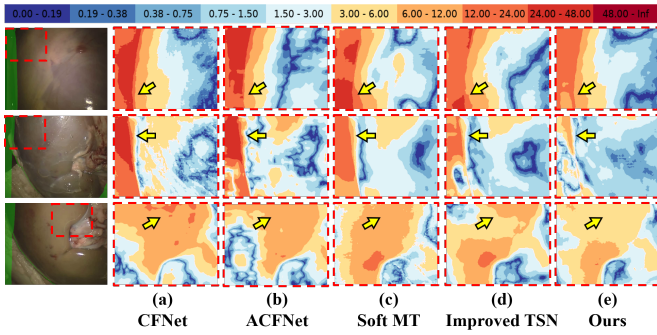 0.00 - 0.19 0.19 - 0.38 0.38 - 0.75 0.75 - 1.50 1.50 - 3.00 3.00 - 6.00 6.00 - 12.00 12.00 - 24.00 24.00 - 48.00 48.00 - Inf
(a) (b) (c) (d) (e)
CFNet ACFNet Soft MT Improved TSN Ours